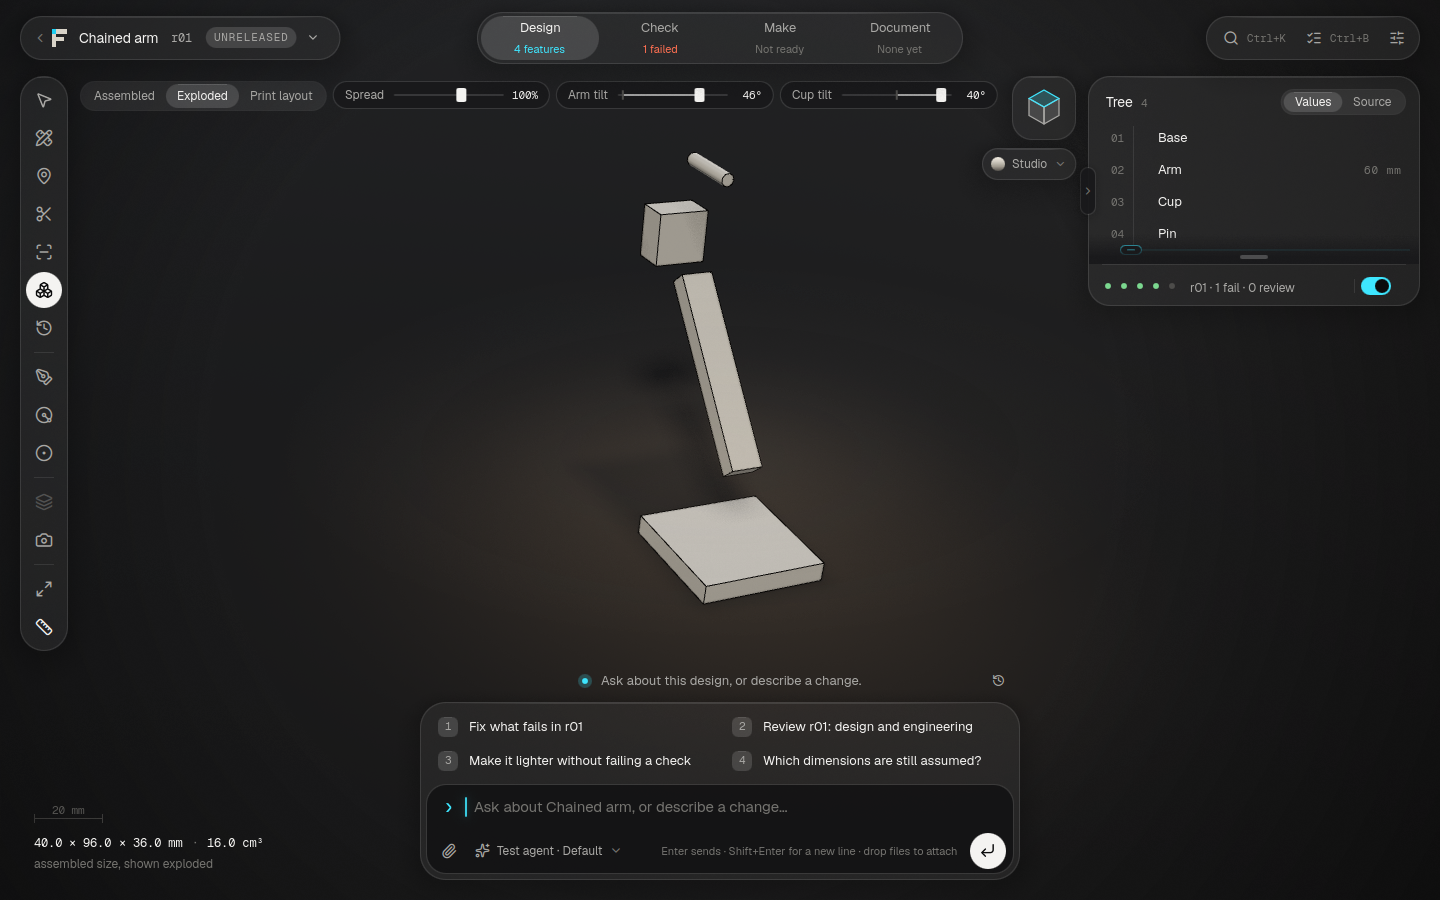 Chained arm r01 UNRELEASED
Design
4 features
Check
1 failed
Make
Not ready
Document
None yet
Ctrl+K
Ctrl+B
Assembled
Exploded
Print layout
Spread 100%
Arm tilt 46°
Cup tilt 40°
Studio
Tree 4
Values
Source
01 Base
02 Arm 60 mm
03 Cup
04 Pin
r01 · 1 fail · 0 review
Ask about this design, or describe a change.
1 Fix what fails in r01
2 Review r01: design and engineering
3 Make it lighter without failing a check
4 Which dimensions are still assumed?
Ask about Chained arm, or describe a change...
Test agent · Default
Enter sends · Shift+Enter for a new line · drop files to attach
20 mm
40.0 × 96.0 × 36.0 mm · 16.0 cm³
assembled size, shown exploded